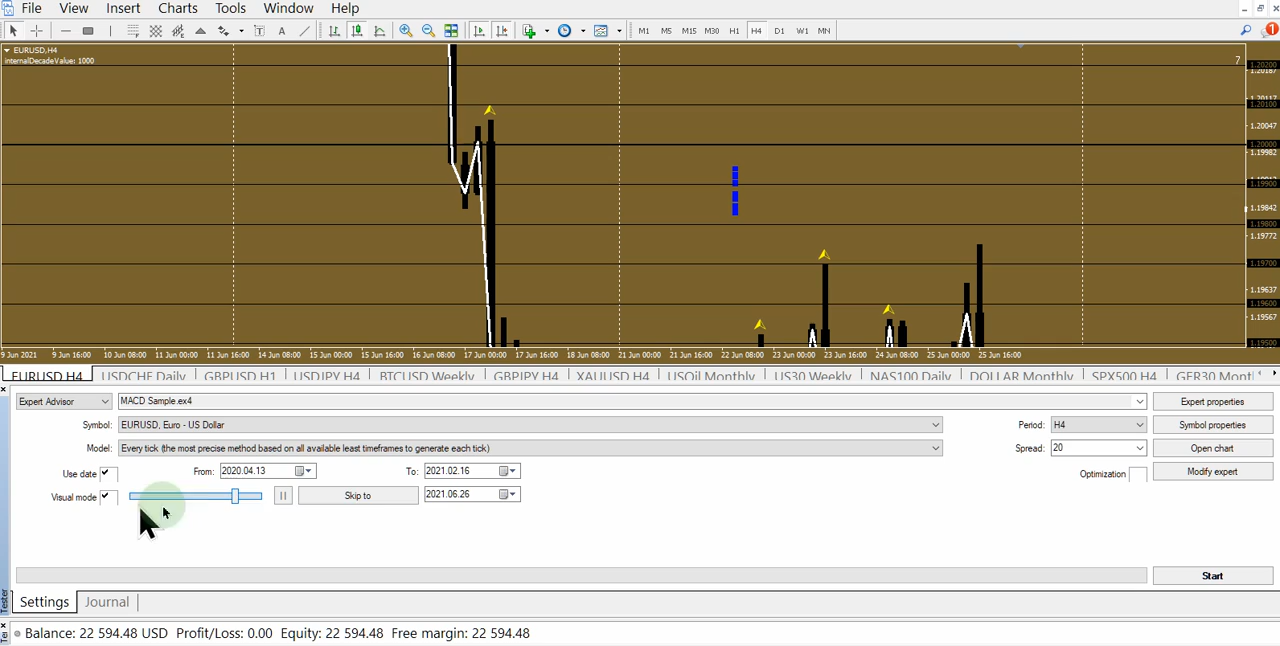 File View Insert Charts Tools Window Help
A M1 M5 M15 M30 H1 H4 D1 W1 MN 1
EURUSD,H4
internalDecadeValue: 1000
7
1.20200
1.20187
1.20117
1.20100
1.20047
1.20000
1.19982
1.19900
1.19842
1.19800
1.19772
1.19700
1.19637
1.19600
1.19567
1.19500
9 Jun 2021 9 Jun 16:00 10 Jun 08:00 11 Jun 00:00 11 Jun 16:00 14 Jun 08:00 15 Jun 00:00 15 Jun 16:00 16 Jun 08:00 17 Jun 00:00 17 Jun 16:00 18 Jun 08:00 21 Jun 00:00 21 Jun 16:00 22 Jun 08:00 23 Jun 00:00 23 Jun 16:00 24 Jun 08:00 25 Jun 00:00 25 Jun 16:00
EURUSD H4 USDCHF Daily GBPUSD H1 USDJPY H4 BTCUSD Weekly GBPJPY H4 XAUUSD H4 USOil Monthly US30 Weekly NAS100 Daily DOLLAR Monthly SPX500 H4 GER30 Mont
Expert Advisor MACD Sample.ex4 Expert properties
Symbol: EURUSD, Euro - US Dollar Period: H4 Symbol properties
Model: Every tick (the most precise method based on all available least timeframes to generate each tick) Spread: 20 Open chart
Use date From: 2020.04.13 To: 2021.02.16 Optimization Modify expert
Visual mode Skip to 2021.06.26
Start
Tester
Settings Journal
Balance: 22 594.48 USD Profit/Loss: 0.00 Equity: 22 594.48 Free margin: 22 594.48